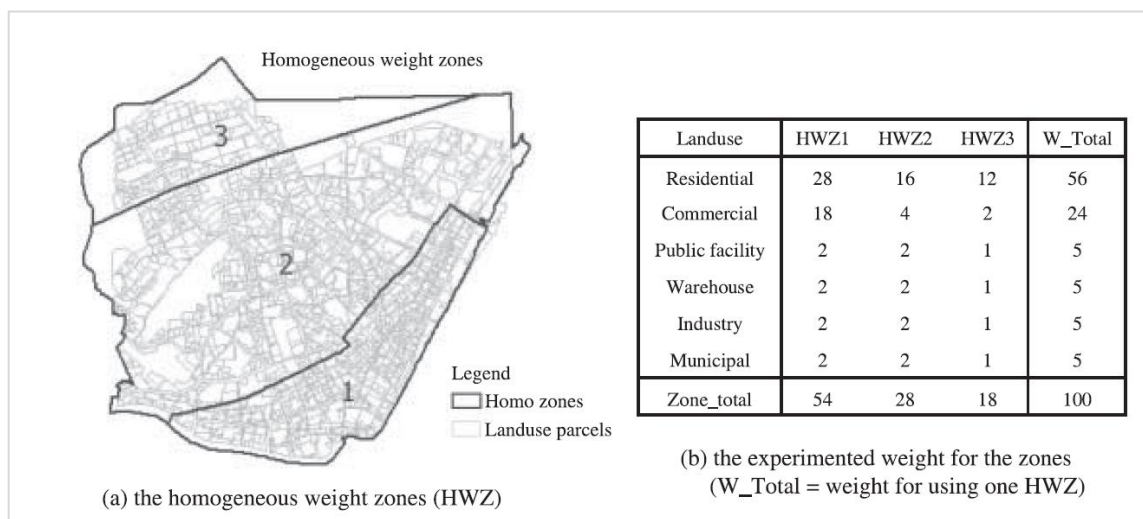 Homogeneous weight zones
3
2
1
Legend
Homo zones
Landuse parcels
(a) the homogeneous weight zones (HWZ)
Landuse HWZ1 HWZ2 HWZ3 W_Total
Residential 28 16 12 56
Commercial 18 4 2 24
Public facility 2 2 1 5
Warehouse 2 2 1 5
Industry 2 2 1 5
Municipal 2 2 1 5
Zone_total 54 28 18 100
(b) the experimented weight for the zones
(W_Total = weight for using one HWZ)